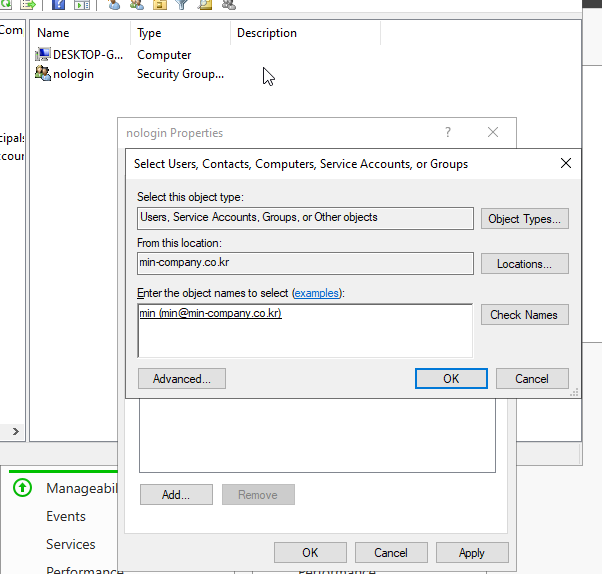 Com
Name Type Description
DESKTOP-G... Computer
nologin Security Group...
cipals
ccour
nologin Properties ?
Select Users, Contacts, Computers, Service Accounts, or Groups
Select this object type:
Users, Service Accounts, Groups, or Other objects Object Types...
From this location:
min-company.co.kr Locations...
Enter the object names to select (examples):
min (min@min-company.co.kr) Check Names
Advanced... OK Cancel
Manageabil
Add... Remove
Events
Services
OK Cancel Apply
Performance Performance